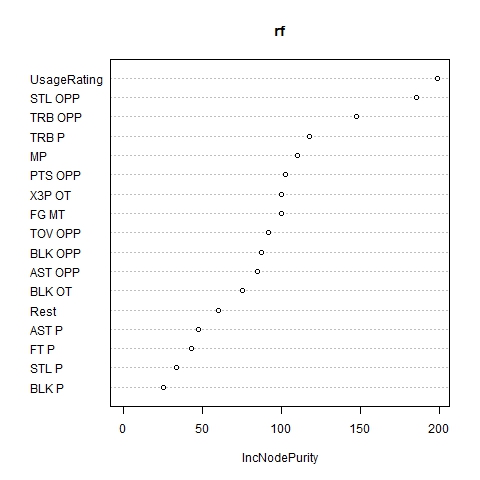 rf
UsageRating
STL OPP
TRB OPP
TRB P
MP
PTS OPP
X3P OT
FG MT
TOV OPP
BLK OPP
AST OPP
BLK OT
Rest
AST P
FT P
STL P
BLK P
0 50 100 150 200
IncNodePurity